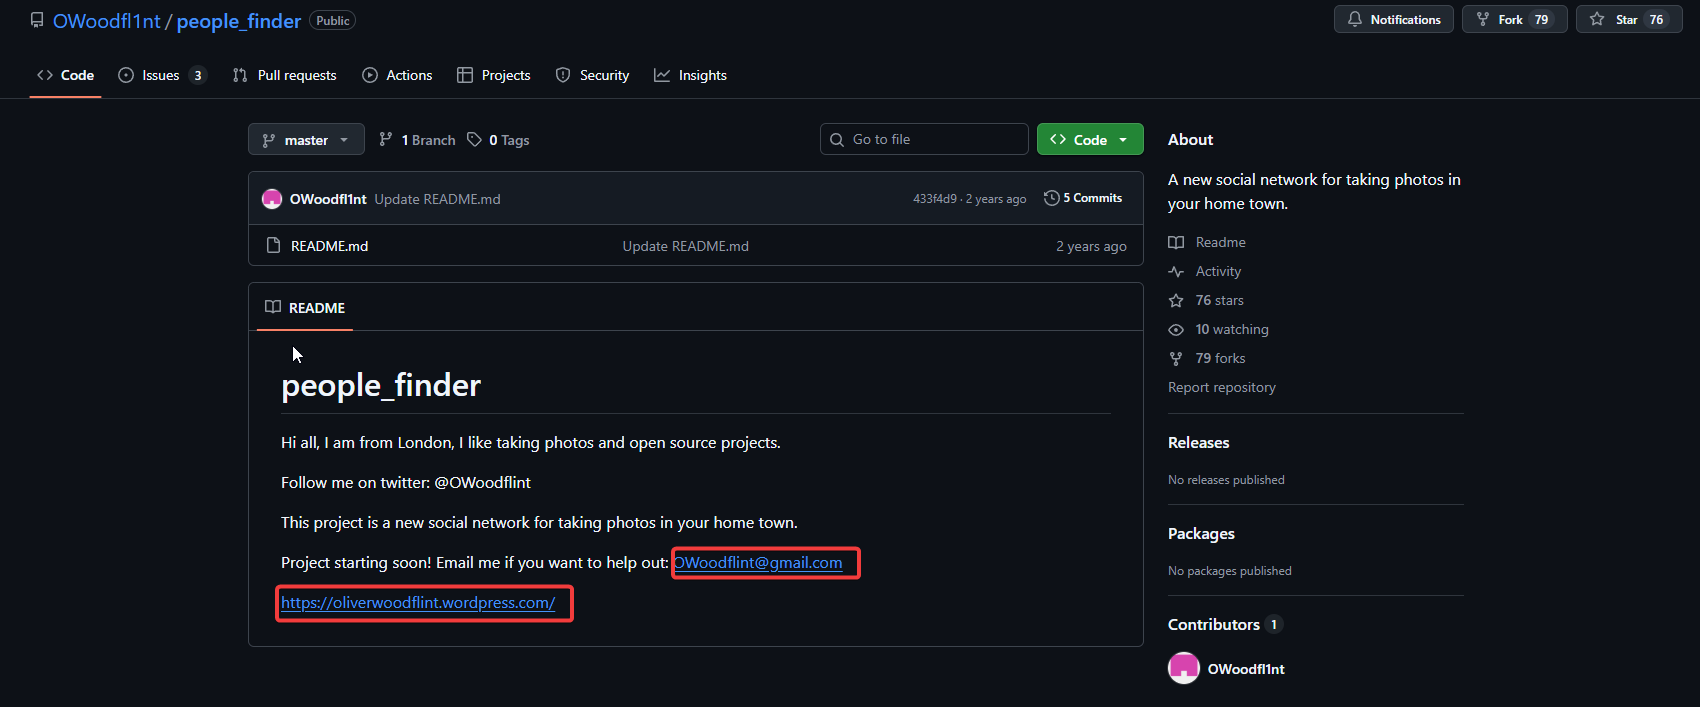 OWoodfl1nt / people_finder Public
Notifications Fork 79 Star 76
Code Issues 3 Pull requests Actions Projects Security Insights
master 1 Branch 0 Tags Go to file Code
OWoodfl1nt Update README.md 433f4d9 · 2 years ago 5 Commits
README.md Update README.md 2 years ago
README
people_finder
Hi all, I am from London, I like taking photos and open source projects.
Follow me on twitter: @OWoodflint
This project is a new social network for taking photos in your home town.
Project starting soon! Email me if you want to help out: OWoodflint@gmail.com
https://oliverwoodflint.wordpress.com/
About
A new social network for taking photos in
your home town.
Readme
Activity
76 stars
10 watching
79 forks
Report repository
Releases
No releases published
Packages
No packages published
Contributors 1
OWoodfl1nt